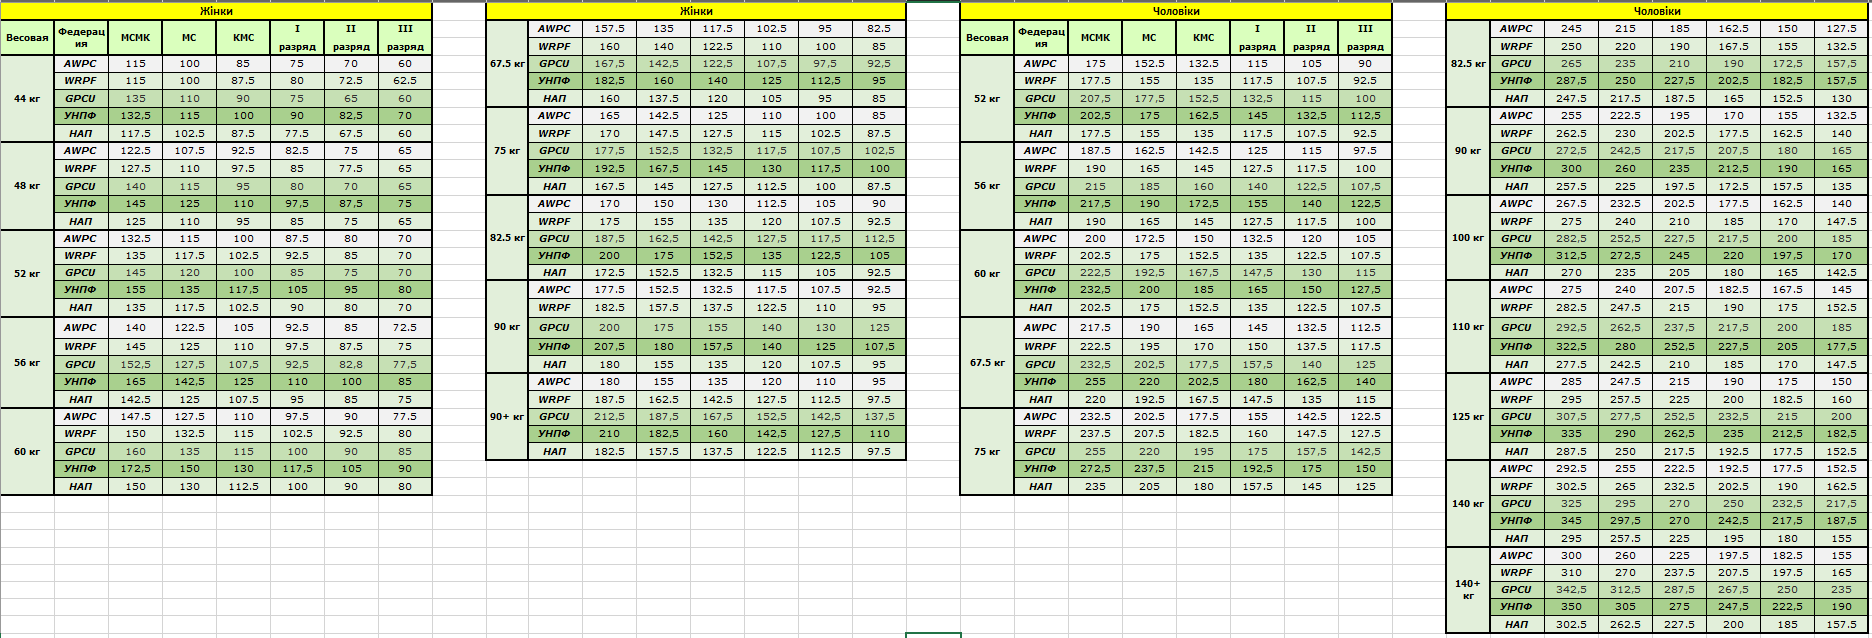 Жінки
Весовая Федерация МСМК МС КМС I разряд II разряд III разряд
44 кг
AWPC 115 100 85 75 70 60
WRPF 115 100 87.5 80 72.5 62.5
GPCU 135 110 90 75 65 60
УНПФ 132,5 115 100 90 82,5 70
НАП 117.5 102.5 87.5 77.5 67.5 60
48 кг
AWPC 122.5 107.5 92.5 82.5 75 65
WRPF 127.5 110 97.5 85 77.5 65
GPCU 140 115 95 80 70 65
УНПФ 145 125 110 97,5 87,5 75
НАП 125 110 95 85 75 65
52 кг
AWPC 132.5 115 100 87.5 80 70
WRPF 135 117.5 102.5 92.5 85 70
GPCU 145 120 100 85 75 70
УНПФ 155 135 117,5 105 95 80
НАП 135 117.5 102.5 90 80 70
56 кг
AWPC 140 122.5 105 92.5 85 72.5
WRPF 145 125 110 97.5 87.5 75
GPCU 152,5 127,5 107,5 92,5 82,8 77,5
УНПФ 165 142,5 125 110 100 85
НАП 142.5 125 107.5 95 85 75
60 кг
AWPC 147.5 127.5 110 97.5 90 77.5
WRPF 150 132.5 115 102.5 92.5 80
GPCU 160 135 115 100 90 85
УНПФ 172,5 150 130 117,5 105 90
НАП 150 130 112.5 100 90 80
Жінки
67.5 кг
AWPC 157.5 135 117.5 102.5 95 82.5
WRPF 160 140 122.5 110 100 85
GPCU 167,5 142,5 122,5 107,5 97,5 92,5
УНПФ 182,5 160 140 125 112,5 95
НАП 160 137.5 120 105 95 85
75 кг
AWPC 165 142.5 125 110 100 85
WRPF 170 147.5 127.5 115 102.5 87.5
GPCU 177,5 152,5 132,5 117,5 107,5 102,5
УНПФ 192,5 167,5 145 130 117,5 100
НАП 167.5 145 127.5 112.5 100 87.5
82.5 кг
AWPC 170 150 130 112.5 105 90
WRPF 175 155 135 120 107.5 92.5
GPCU 187,5 162,5 142,5 127,5 117,5 112,5
УНПФ 200 175 152,5 135 122,5 105
НАП 172.5 152.5 132.5 115 105 92.5
90 кг
AWPC 177.5 152.5 132.5 117.5 107.5 92.5
WRPF 182.5 157.5 137.5 122.5 110 95
GPCU 200 175 155 140 130 125
УНПФ 207,5 180 157,5 140 125 107,5
НАП 180 155 135 120 107.5 95
90+ кг
AWPC 180 155 135 120 110 95
WRPF 187.5 162.5 142.5 127.5 112.5 97.5
GPCU 212,5 187,5 167,5 152,5 142,5 137,5
УНПФ 210 182,5 160 142,5 127,5 110
НАП 182.5 157.5 137.5 122.5 112.5 97.5
Чоловіки
Весовая Федерация МСМК МС КМС I разряд II разряд III разряд
52 кг
AWPC 175 152.5 132.5 115 105 90
WRPF 177.5 155 135 117.5 107.5 92.5
GPCU 207,5 177,5 152,5 132,5 115 100
УНПФ 202,5 175 162,5 145 132,5 112,5
НАП 177.5 155 135 117.5 107.5 92.5
56 кг
AWPC 187.5 162.5 142.5 125 115 97.5
WRPF 190 165 145 127.5 117.5 100
GPCU 215 185 160 140 122,5 107,5
УНПФ 217,5 190 172,5 155 140 122,5
НАП 190 165 145 127.5 117.5 100
60 кг
AWPC 200 172.5 150 132.5 120 105
WRPF 202.5 175 152.5 135 122.5 107.5
GPCU 222,5 192,5 167,5 147,5 130 115
УНПФ 232,5 200 185 165 150 127,5
НАП 202.5 175 152.5 135 122.5 107.5
67.5 кг
AWPC 217.5 190 165 145 132.5 112.5
WRPF 222.5 195 170 150 137.5 117.5
GPCU 232,5 202,5 177,5 157,5 140 125
УНПФ 255 220 202,5 180 162,5 140
НАП 220 192.5 167.5 147.5 135 115
75 кг
AWPC 232.5 202.5 177.5 155 142.5 122.5
WRPF 237.5 207.5 182.5 160 147.5 127.5
GPCU 255 220 195 175 157,5 142,5
УНПФ 272,5 237,5 215 192,5 175 150
НАП 235 205 180 157.5 145 125
Чоловіки
82.5 кг
AWPC 245 215 185 162.5 150 127.5
WRPF 250 220 190 167.5 155 132.5
GPCU 265 235 210 190 172,5 157,5
УНПФ 287,5 250 227,5 202,5 182,5 157,5
НАП 247.5 217.5 187.5 165 152.5 130
90 кг
AWPC 255 222.5 195 170 155 132.5
WRPF 262.5 230 202.5 177.5 162.5 140
GPCU 272,5 242,5 217,5 207,5 180 165
УНПФ 300 260 235 212,5 190 165
НАП 257.5 225 197.5 172.5 157.5 135
100 кг
AWPC 267.5 232.5 202.5 177.5 162.5 140
WRPF 275 240 210 185 170 147.5
GPCU 282,5 252,5 227,5 217,5 200 185
УНПФ 312,5 272,5 245 220 197,5 170
НАП 270 235 205 180 165 142.5
110 кг
AWPC 275 240 207.5 182.5 167.5 145
WRPF 282.5 247.5 215 190 175 152.5
GPCU 292,5 262,5 237,5 217,5 200 185
УНПФ 322,5 280 252,5 227,5 205 177,5
НАП 277.5 242.5 210 185 170 147.5
125 кг
AWPC 285 247.5 215 190 175 150
WRPF 295 257.5 225 200 182.5 160
GPCU 307,5 277,5 252,5 232,5 215 200
УНПФ 335 290 262,5 235 212,5 182,5
НАП 287.5 250 217.5 192.5 177.5 152.5
140 кг
AWPC 292.5 255 222.5 192.5 177.5 152.5
WRPF 302.5 265 232.5 202.5 190 162.5
GPCU 325 295 270 250 232,5 217,5
УНПФ 345 297,5 270 242,5 217,5 187,5
НАП 295 257.5 225 195 180 155
140+ кг
AWPC 300 260 225 197.5 182.5 155
WRPF 310 270 237.5 207.5 197.5 165
GPCU 342,5 312,5 287,5 267,5 250 235
УНПФ 350 305 275 247,5 222,5 190
НАП 302.5 262.5 227.5 200 185 157.5